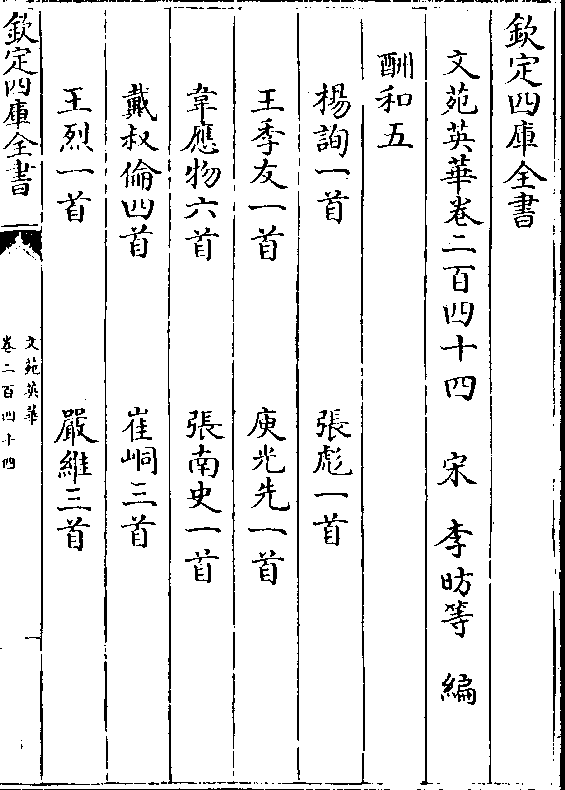 欽定四庫全書
文苑英華卷二百四十四　宋　李昉等　編
酬和五
楊詢一首　張彪一首
王季友一首　庾光先一首
韋應物六首　張南史一首
戴叔倫四首　崔峒三首
王烈一首　嚴維三首
欽定四庫全書
文苑英華
卷二百四十四
一